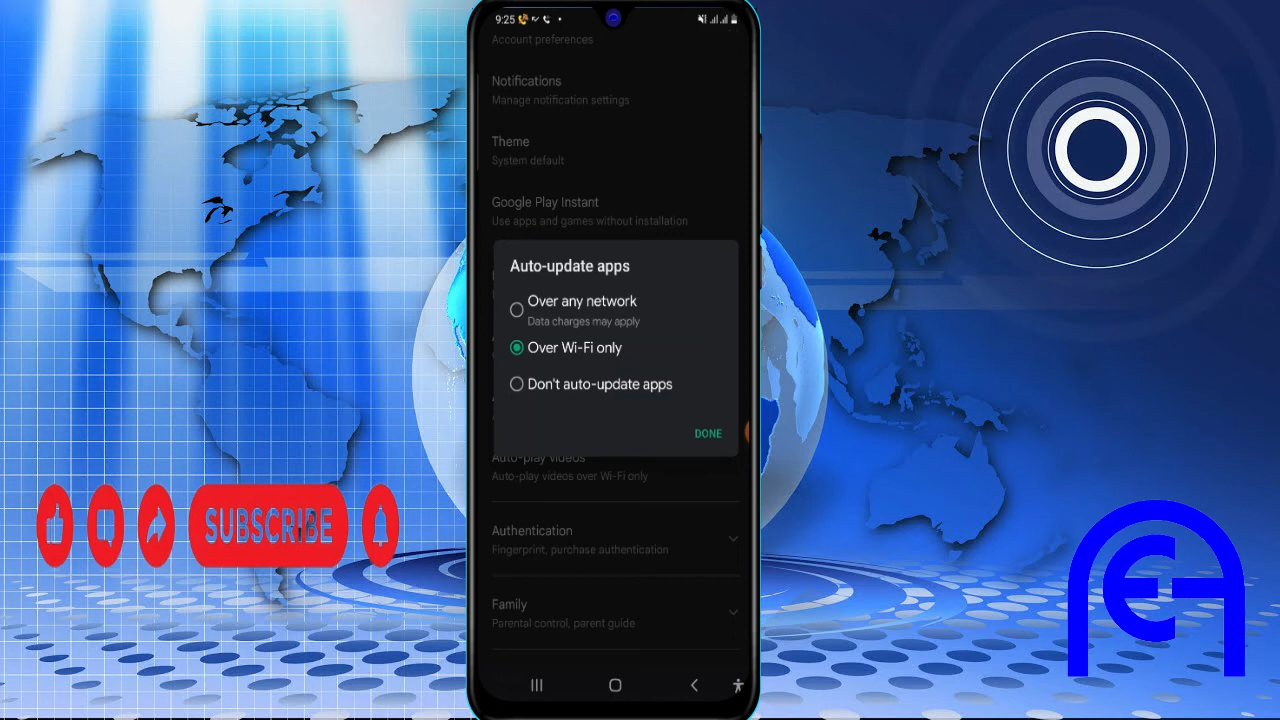 9:25
Account preferences
Notifications
Manage notification settings
Theme
System default
Google Play Instant
Use apps and games without installation
Auto-update apps
Over any network
Data charges may apply
Over Wi-Fi only
Don't auto-update apps
DONE
Auto-play videos
Auto-play videos over Wi-Fi only
Authentication
Fingerprint, purchase authentication
Family
Parental control, parent guide
SUBSCRIBE